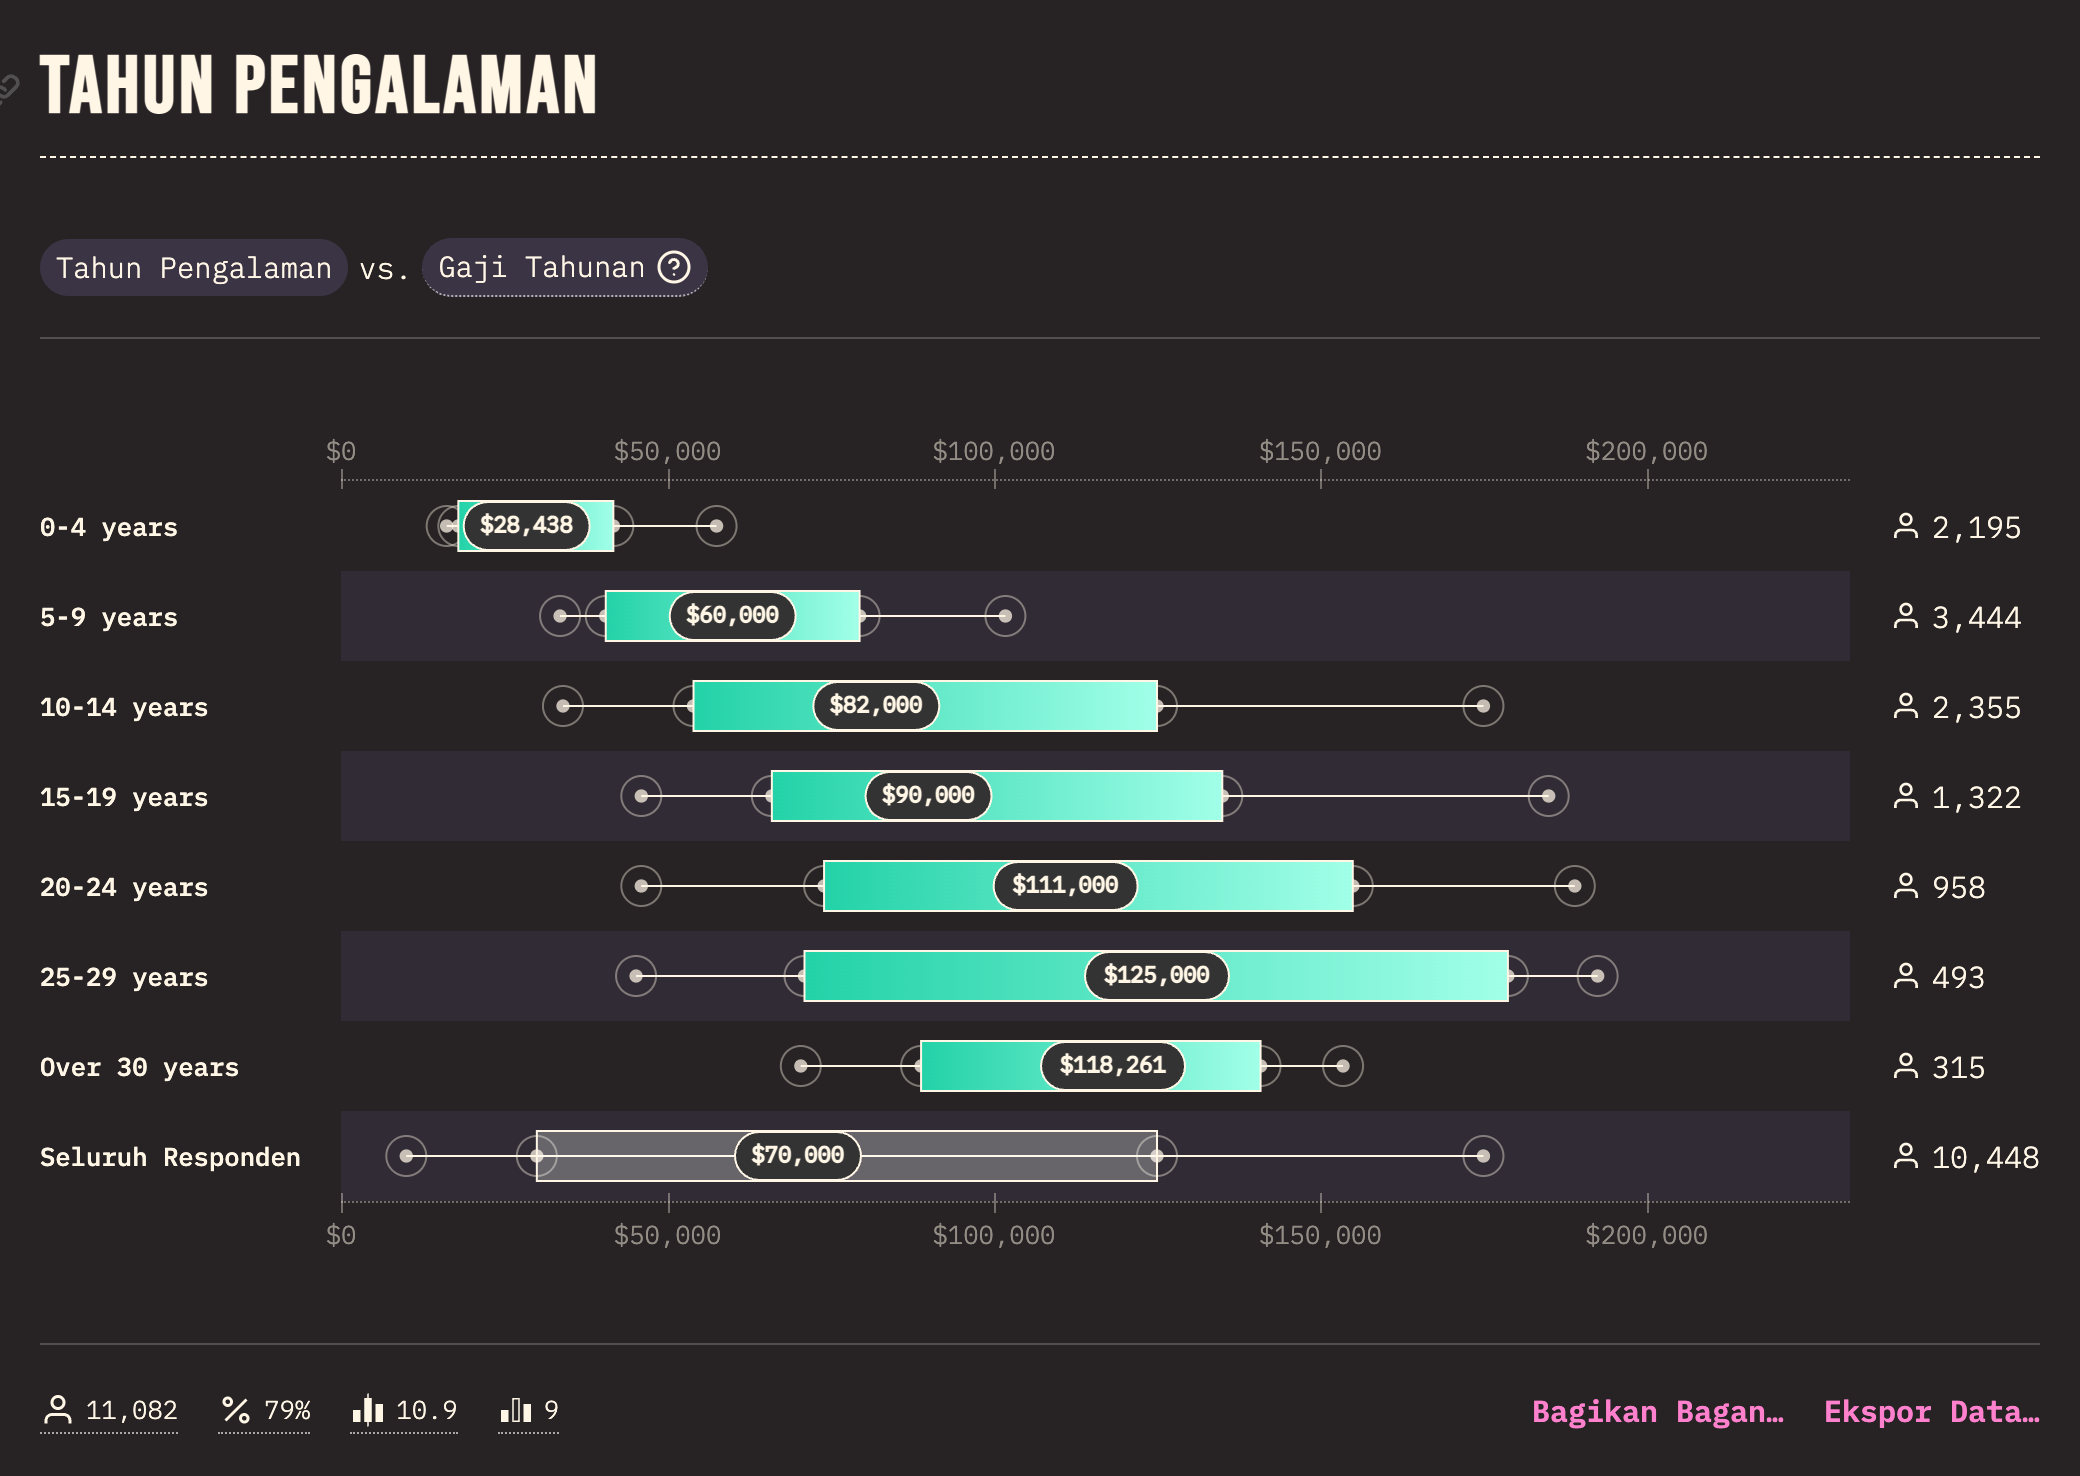 TAHUN PENGALAMAN
Tahun Pengalaman vs. Gaji Tahunan
$0 $50,000 $100,000 $150,000 $200,000
0-4 years $28,438 2,195
5-9 years $60,000 3,444
10-14 years $82,000 2,355
15-19 years $90,000 1,322
20-24 years $111,000 958
25-29 years $125,000 493
Over 30 years $118,261 315
Seluruh Responden $70,000 10,448
$0 $50,000 $100,000 $150,000 $200,000
11,082 79% 10.9 9 Bagikan Bagan… Ekspor Data…